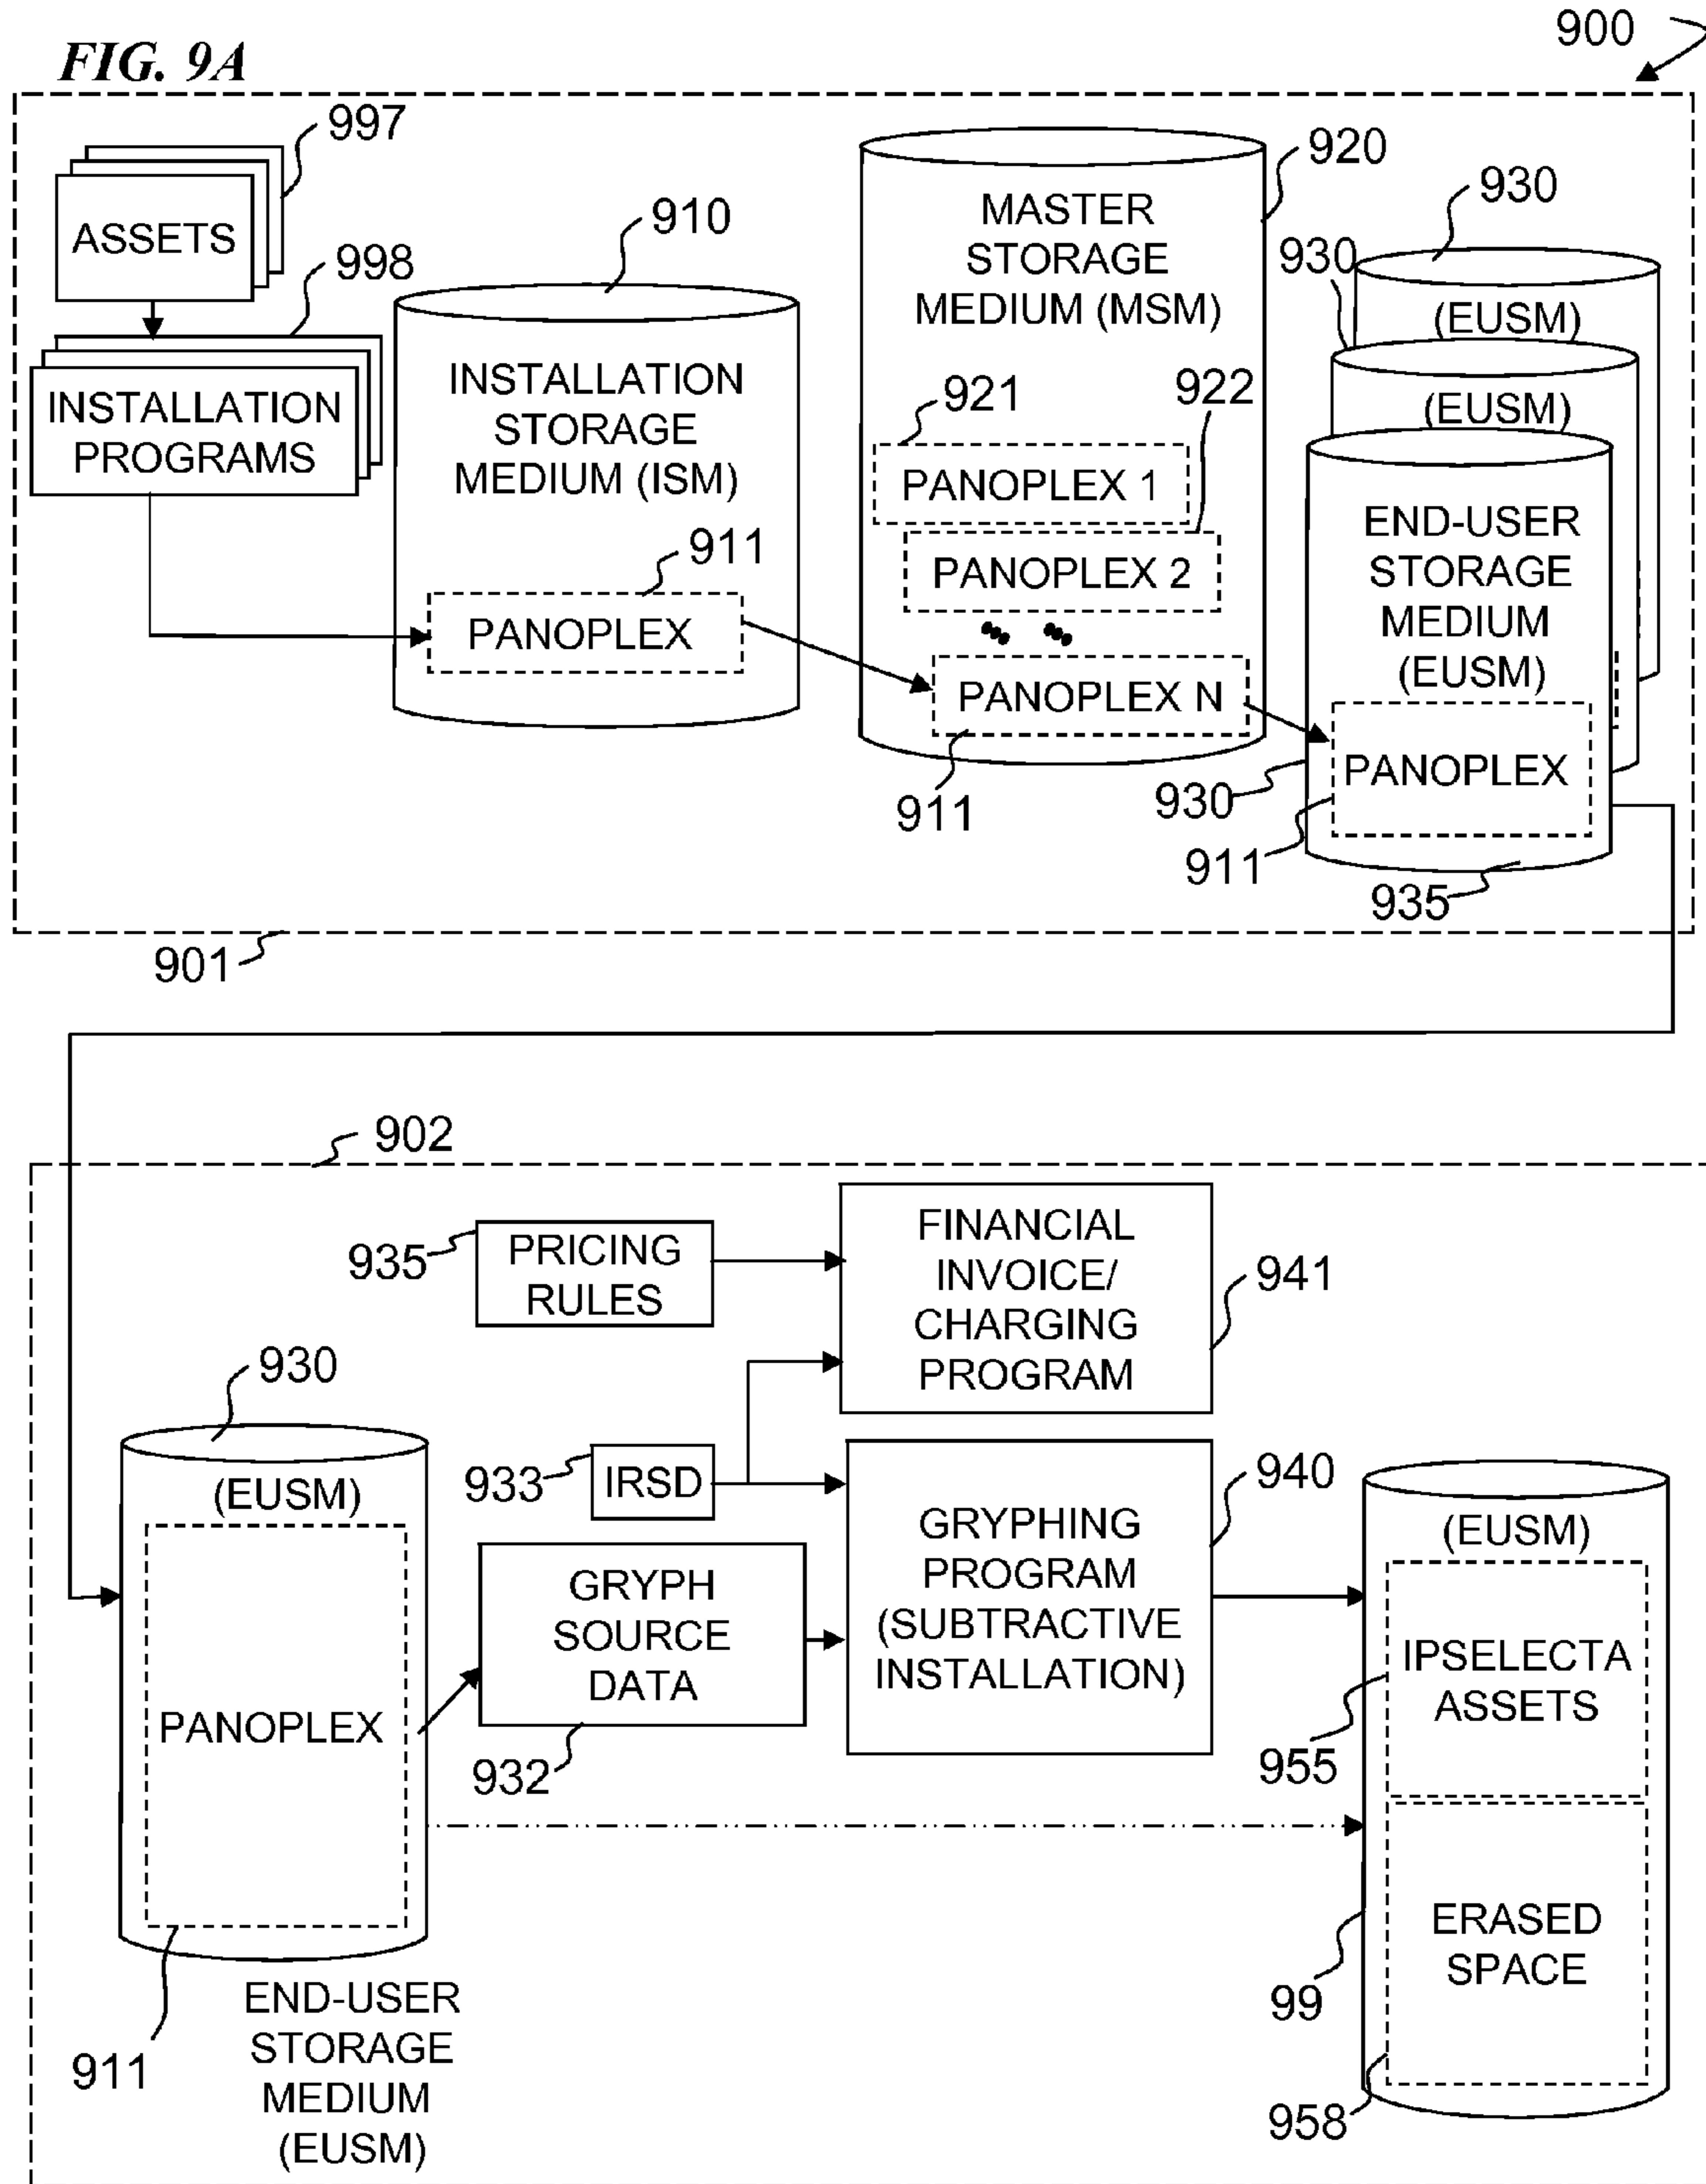 900
FIG. 9A
997
ASSETS
998
INSTALLATION
PROGRAMS
910
INSTALLATION
STORAGE
MEDIUM (ISM)
911
PANOPLEX
920
MASTER
STORAGE
MEDIUM (MSM)
921
922
PANOPLEX 1
PANOPLEX 2
PANOPLEX N
911
930
930
(EUSM)
(EUSM)
END-USER
STORAGE
MEDIUM
(EUSM)
PANOPLEX
930
911
935
901
902
935
PRICING
RULES
FINANCIAL
INVOICE/
CHARGING
PROGRAM
941
930
(EUSM)
PANOPLEX
911
END-USER
STORAGE
MEDIUM
(EUSM)
933
IRSD
GRYPH
SOURCE
DATA
932
GRYPHING
PROGRAM
(SUBTRACTIVE
INSTALLATION)
940
(EUSM)
IPSELECTA
ASSETS
955
ERASED
SPACE
99
958